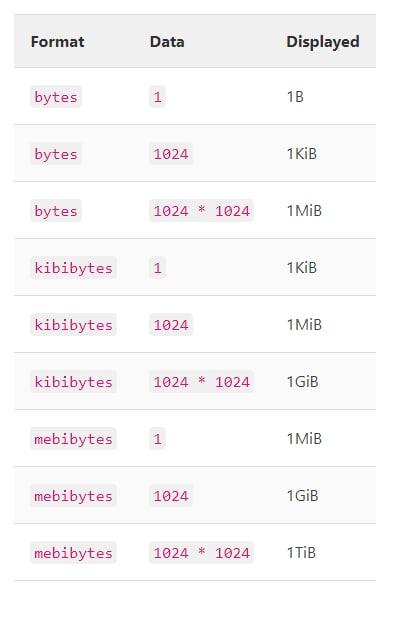 Format Data Displayed
bytes 1 1B
bytes 1024 1KiB
bytes 1024 * 1024 1MiB
kibibytes 1 1KiB
kibibytes 1024 1MiB
kibibytes 1024 * 1024 1GiB
mebibytes 1 1MiB
mebibytes 1024 1GiB
mebibytes 1024 * 1024 1TiB